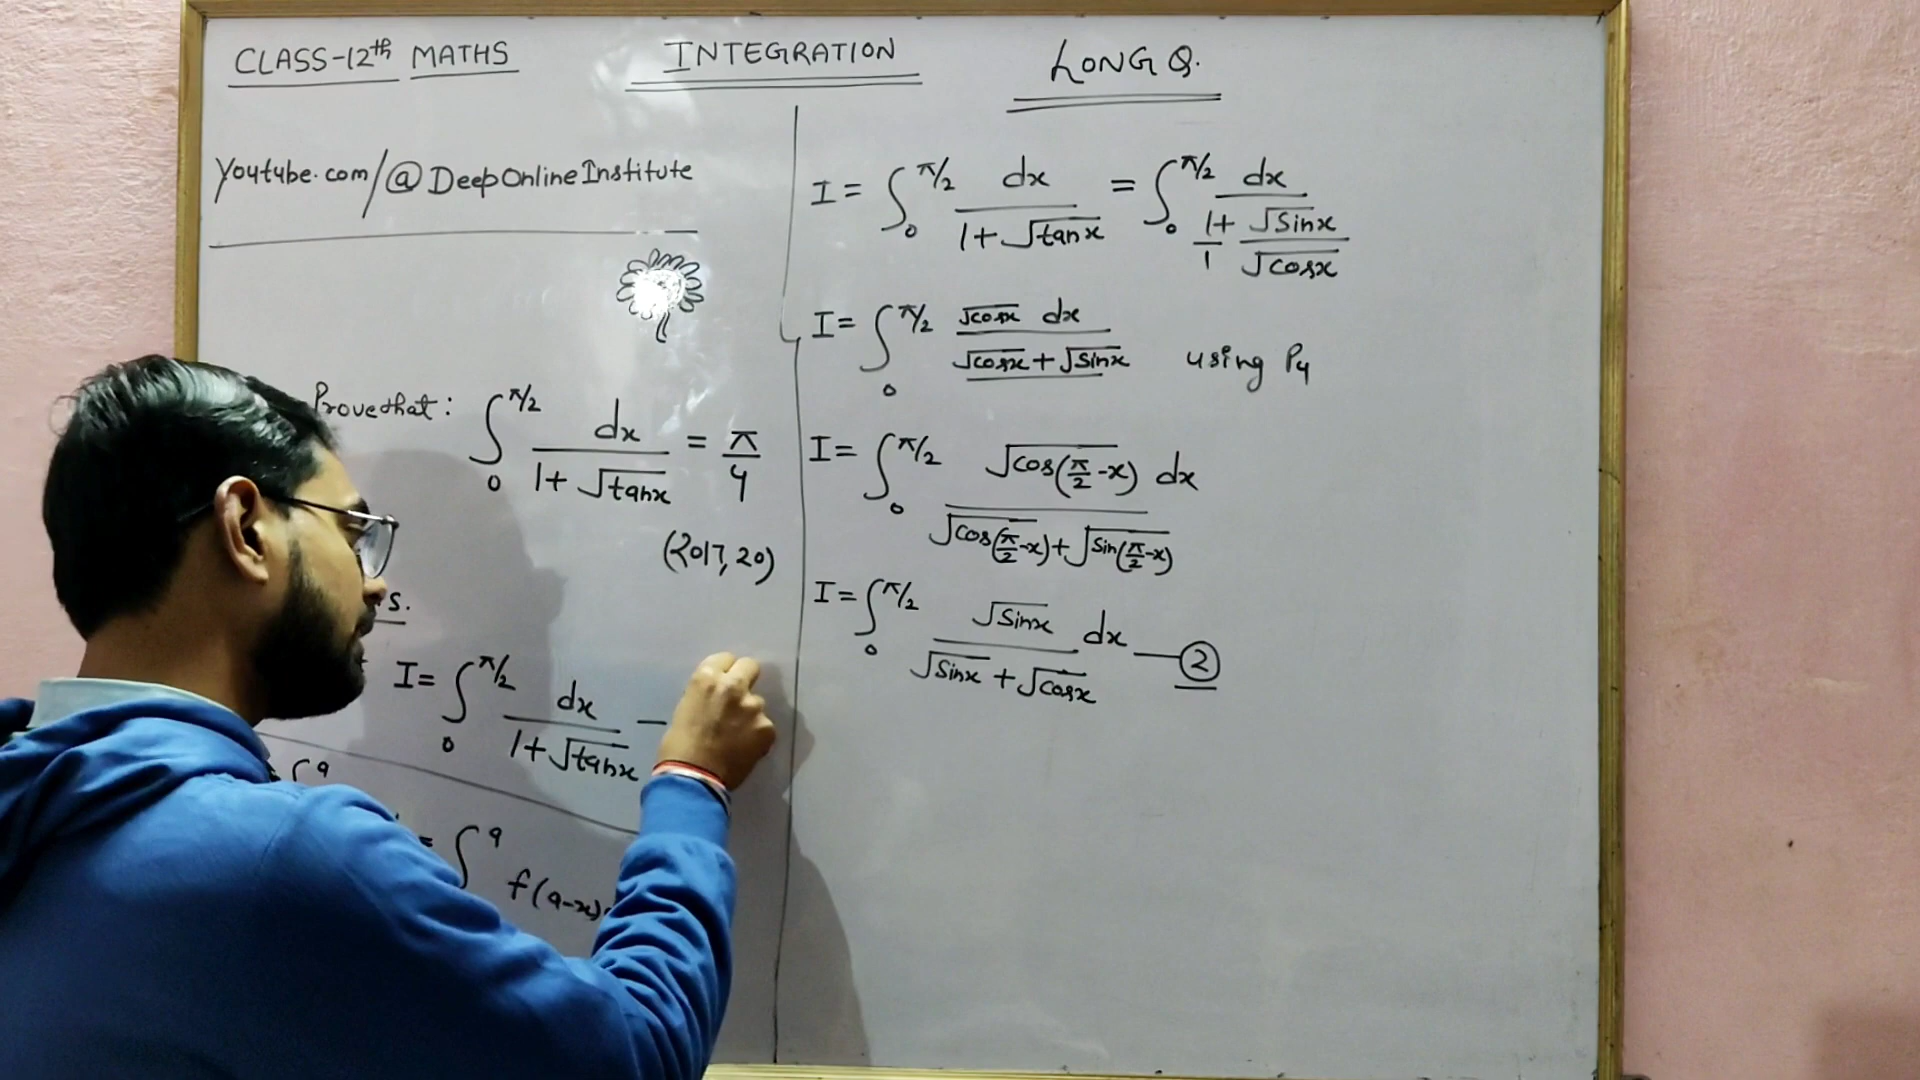 CLASS-12th MATHS
INTEGRATION
LONG Q.
Youtube.com/@DeepOnlineInstitute
Prove that: ∫₀^π/2 dx / (1+√tanx) = π/4
(2017, 20)
S.
I = ∫₀^π/2 dx / (1+√tanx) —
∫ a
= ∫ a f(a-x)
I = ∫₀^π/2 dx / (1+√tanx) = ∫₀^π/2 dx / (1/1 + √Sinx/√cosx)
I = ∫₀^π/2 √cosx dx / (√cosx + √Sinx) using P4
I = ∫₀^π/2 √cos(π/2-x) dx / (√cos(π/2-x) + √Sin(π/2-x))
I = ∫₀^π/2 √Sinx / (√Sinx + √cosx) dx — ②